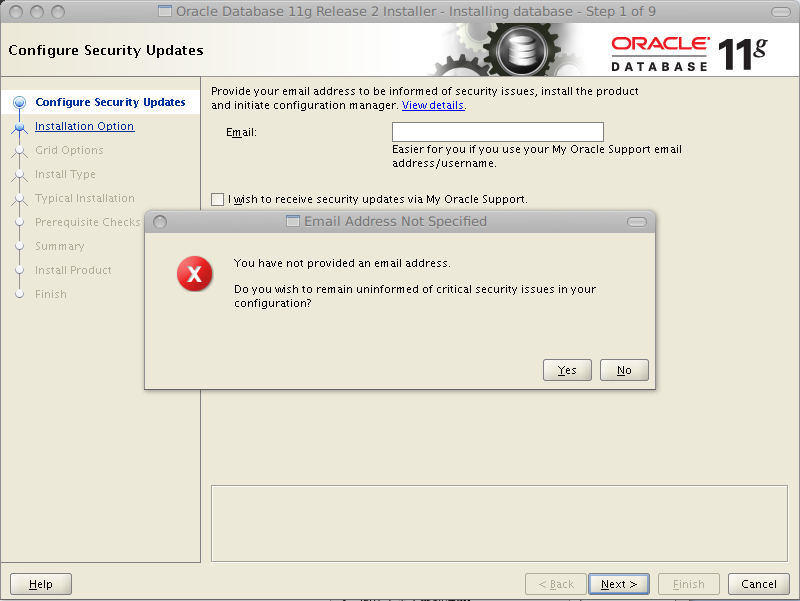 Oracle Database 11g Release 2 Installer - Installing database - Step 1 of 9
Configure Security Updates
ORACLE
DATABASE
11g
Configure Security Updates
Installation Option
Grid Options
Install Type
Typical Installation
Prerequisite Checks
Summary
Install Product
Finish
Provide your email address to be informed of security issues, install the product
and initiate configuration manager. View details.
Email:
Easier for you if you use your My Oracle Support email
address/username.
I wish to receive security updates via My Oracle Support.
Email Address Not Specified
You have not provided an email address.
Do you wish to remain uninformed of critical security issues in your
configuration?
Yes
No
Help
< Back
Next >
Finish
Cancel